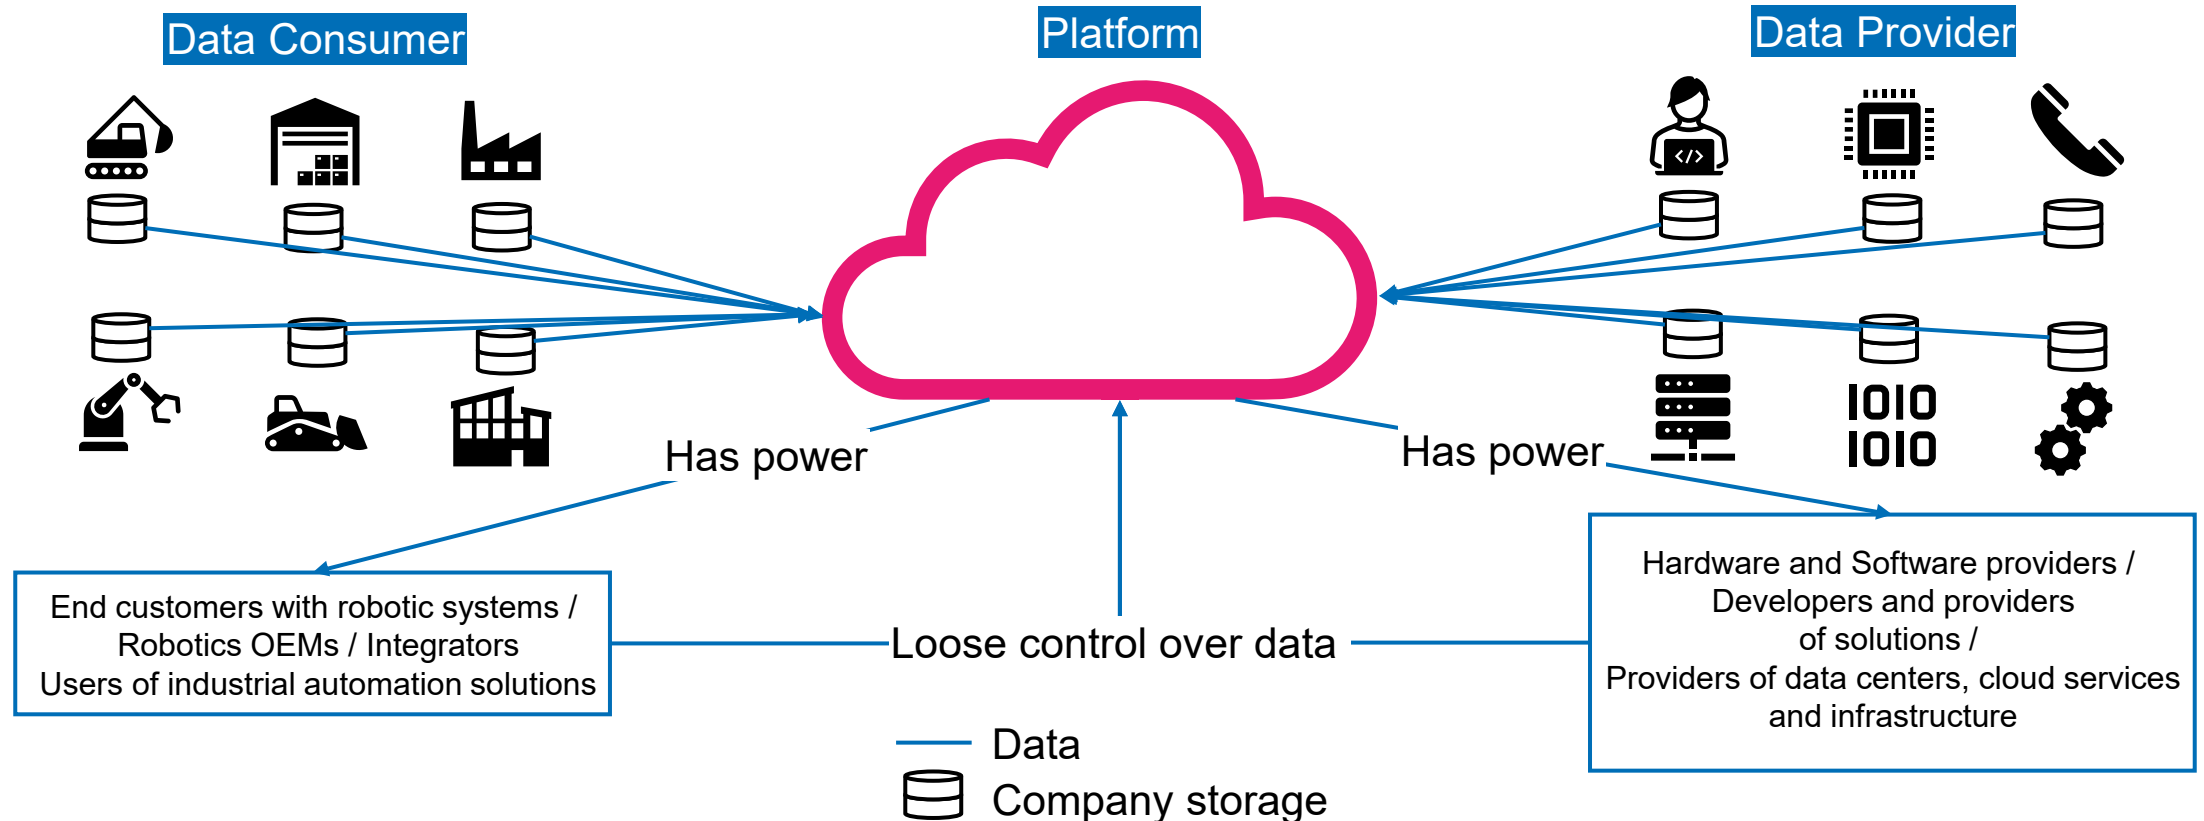 Data Consumer
Platform
Data Provider
</>
1010
1010
Has power
Has power
End customers with robotic systems /
Robotics OEMs / Integrators
Users of industrial automation solutions
Loose control over data
Hardware and Software providers /
Developers and providers
of solutions /
Providers of data centers, cloud services
and infrastructure
Data
Company storage